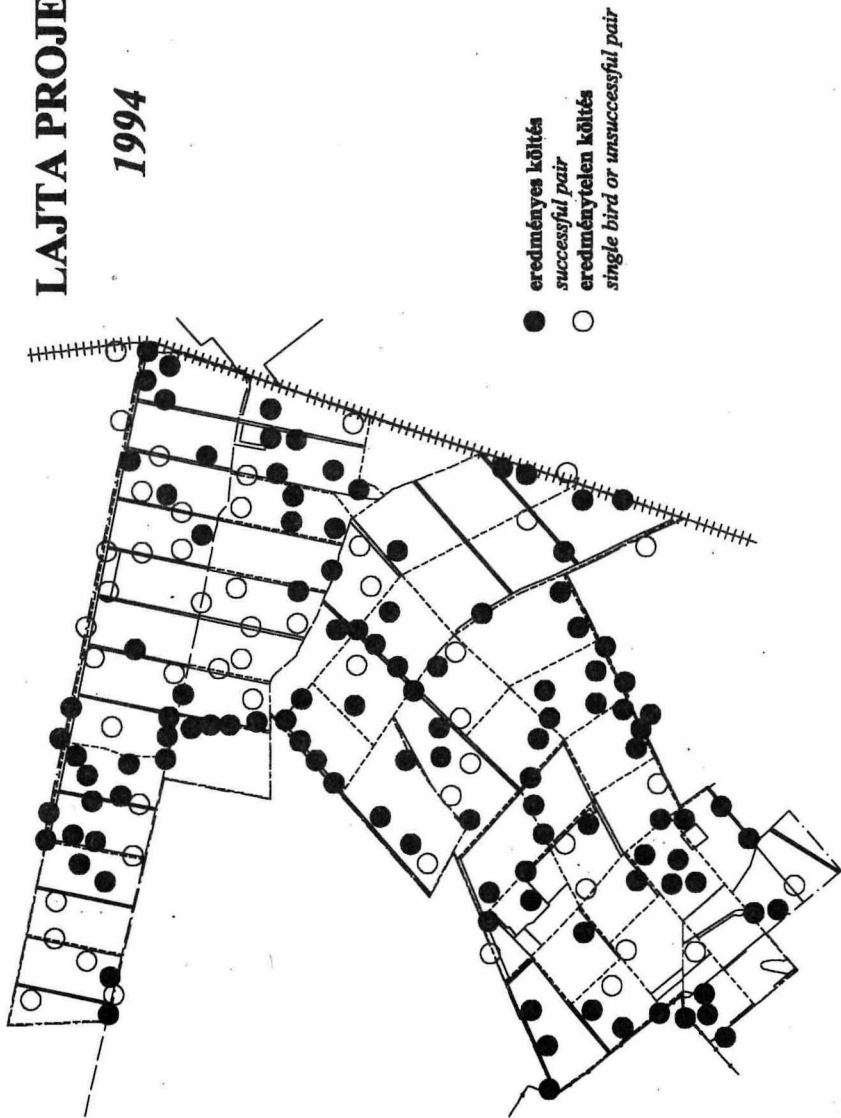 LAJTA PROJE
1994
eredményes költés
successful pair
eredménytelen költés
single bird or unsuccessful pair